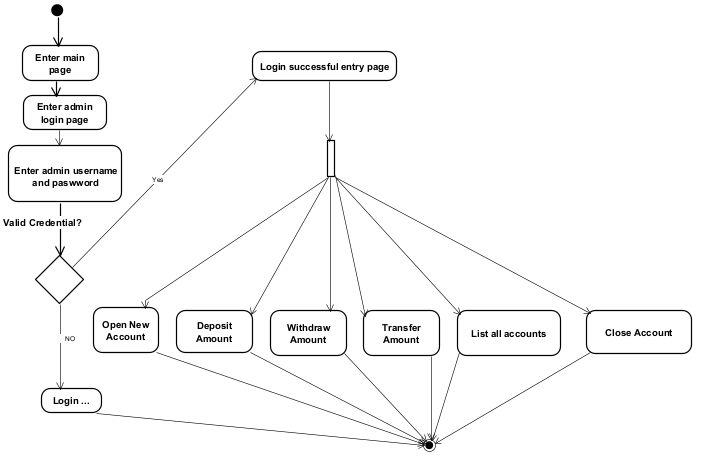 Enter main
page
Login successful entry page
Enter admin
login page
Enter admin username
and paswword
Yes
Valid Credential?
Open New
Account
Deposit
Amount
Withdraw
Amount
Transfer
Amount
List all accounts
Close Account
NO
Login ...